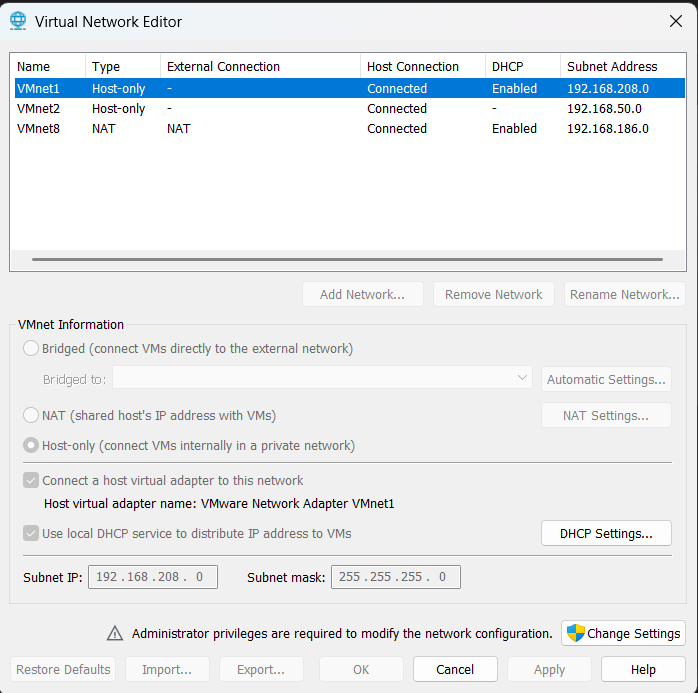 Virtual Network Editor
Name Type External Connection Host Connection DHCP Subnet Address
VMnet1 Host-only - Connected Enabled 192.168.208.0
VMnet2 Host-only - Connected - 192.168.50.0
VMnet8 NAT NAT Connected Enabled 192.168.186.0
Add Network... Remove Network Rename Network...
VMnet Information
Bridged (connect VMs directly to the external network)
Bridged to: Automatic Settings...
NAT (shared host's IP address with VMs) NAT Settings...
Host-only (connect VMs internally in a private network)
Connect a host virtual adapter to this network
Host virtual adapter name: VMware Network Adapter VMnet1
Use local DHCP service to distribute IP address to VMs DHCP Settings...
Subnet IP: 192 . 168 . 208 . 0 Subnet mask: 255 . 255 . 255 . 0
Administrator privileges are required to modify the network configuration. Change Settings
Restore Defaults Import... Export... OK Cancel Apply Help